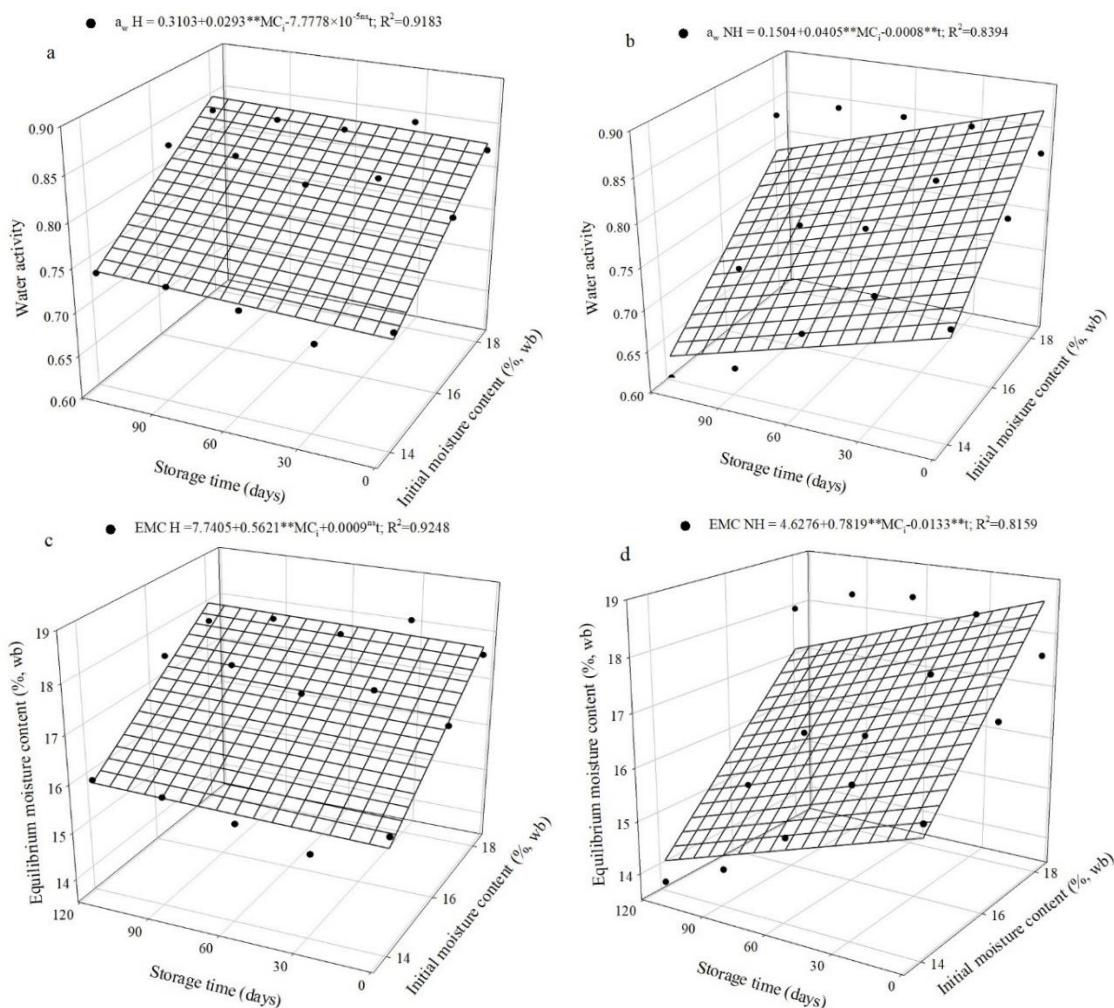 ● a_w H = 0.3103+0.0293**MC_i-7.7778×10^-5ns t; R²=0.9183
a
0.90
0.85
0.80
0.75
0.70
0.65
0.60
Water activity
90
60
30
0
Storage time (days)
14
16
18
Initial moisture content (%, wb)
● a_w NH = 0.1504+0.0405**MC_i-0.0008**t; R²=0.8394
b
0.90
0.85
0.80
0.75
0.70
0.65
0.60
Water activity
90
60
30
0
Storage time (days)
14
16
18
Initial moisture content (%, wb)
● EMC H =7.7405+0.5621**MC_i+0.0009^ns t; R²=0.9248
c
19
18
17
16
15
14
Equilibrium moisture content (%, wb)
120
90
60
30
0
Storage time (days)
14
16
18
Initial moisture content (%, wb)
● EMC NH = 4.6276+0.7819**MC_i-0.0133**t; R²=0.8159
d
19
18
17
16
15
14
Equilibrium moisture content (%, wb)
120
90
60
30
0
Storage time (days)
14
16
18
Initial moisture content (%, wb)